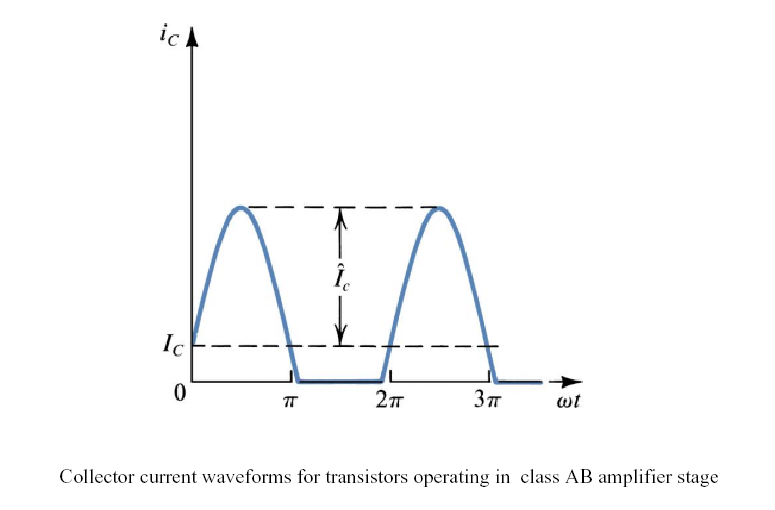 i_C
Î_c
I_C
0
π 2π 3π ωt
Collector current waveforms for transistors operating in class AB amplifier stage